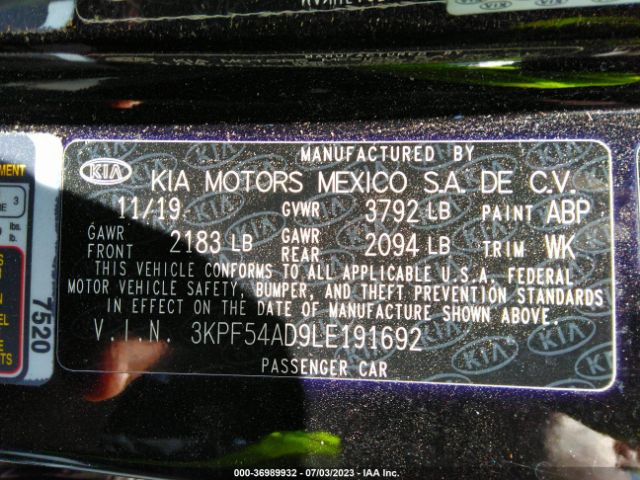 MANUFACTURED BY
KIA KIA MOTORS MEXICO S.A. DE C.V.
11/19 GVWR 3792 LB PAINT ABP
GAWR FRONT 2183 LB GAWR REAR 2094 LB TRIM WK
THIS VEHICLE CONFORMS TO ALL APPLICABLE U.S.A. FEDERAL
MOTOR VEHICLE SAFETY, BUMPER, AND THEFT PREVENTION STANDARDS
IN EFFECT ON THE DATE OF MANUFACTURE SHOWN ABOVE.
V.I.N. 3KPF54AD9LE191692
PASSENGER CAR
7520
000-36989932 - 07/03/2023 - IAA Inc.